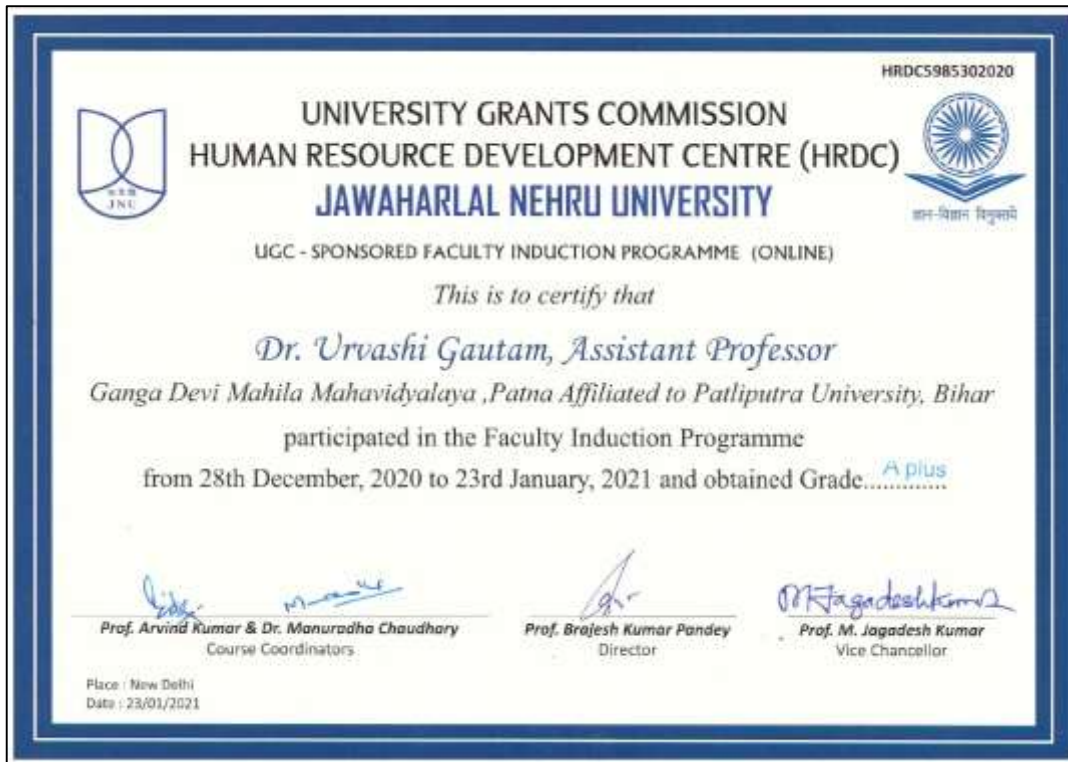 HRDC5985302020
UNIVERSITY GRANTS COMMISSION
HUMAN RESOURCE DEVELOPMENT CENTRE (HRDC)
JAWAHARLAL NEHRU UNIVERSITY
JNU
ज्ञान-विज्ञान विमुक्तये
UGC - SPONSORED FACULTY INDUCTION PROGRAMME (ONLINE)
This is to certify that
Dr. Urvashi Gautam, Assistant Professor
Ganga Devi Mahila Mahavidyalaya ,Patna Affiliated to Patliputra University, Bihar
participated in the Faculty Induction Programme
from 28th December, 2020 to 23rd January, 2021 and obtained Grade.............
A plus
M Jagadesh Kumar
Prof. Arvind Kumar & Dr. Manuradha Chaudhary
Course Coordinators
Prof. Brajesh Kumar Pandey
Director
Prof. M. Jagadesh Kumar
Vice Chancellor
Place : New Delhi
Date : 23/01/2021